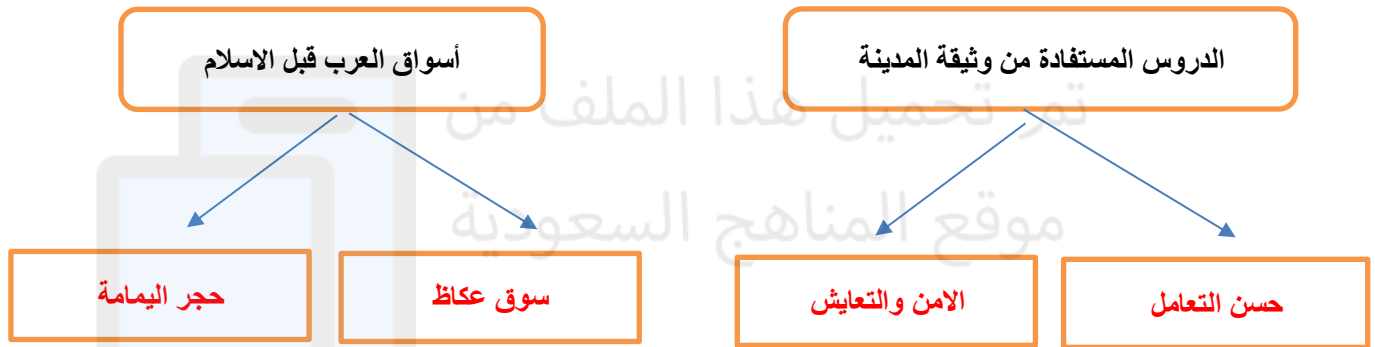 الدروس المستفادة من وثيقة المدينة
أسواق العرب قبل الاسلام
تم تحميل هذا الملف من
موقع المناهج السعودية
حسن التعامل
الامن والتعايش
سوق عكاظ
حجر اليمامة